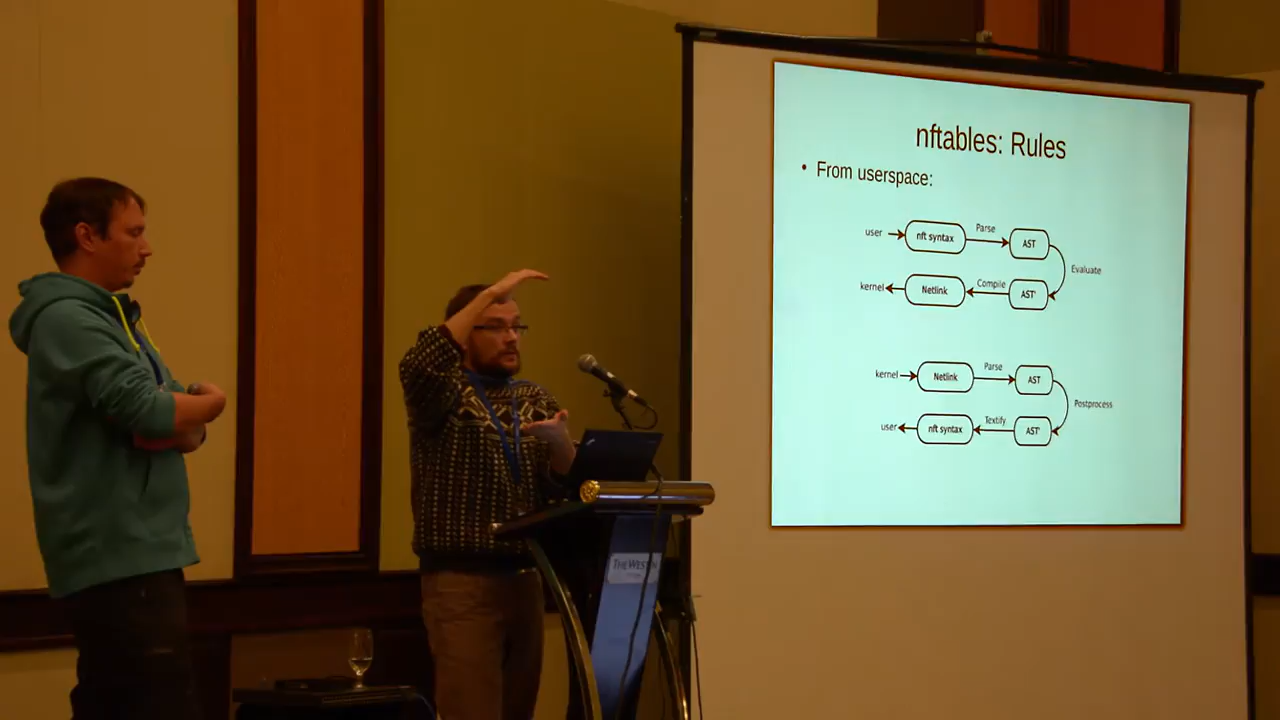 nftables: Rules
• From userspace:
user nft syntax Parse AST
Evaluate
kernel Netlink Compile AST'
kernel Netlink Parse AST
Postprocess
user nft syntax Textify AST'
THE WESTIN